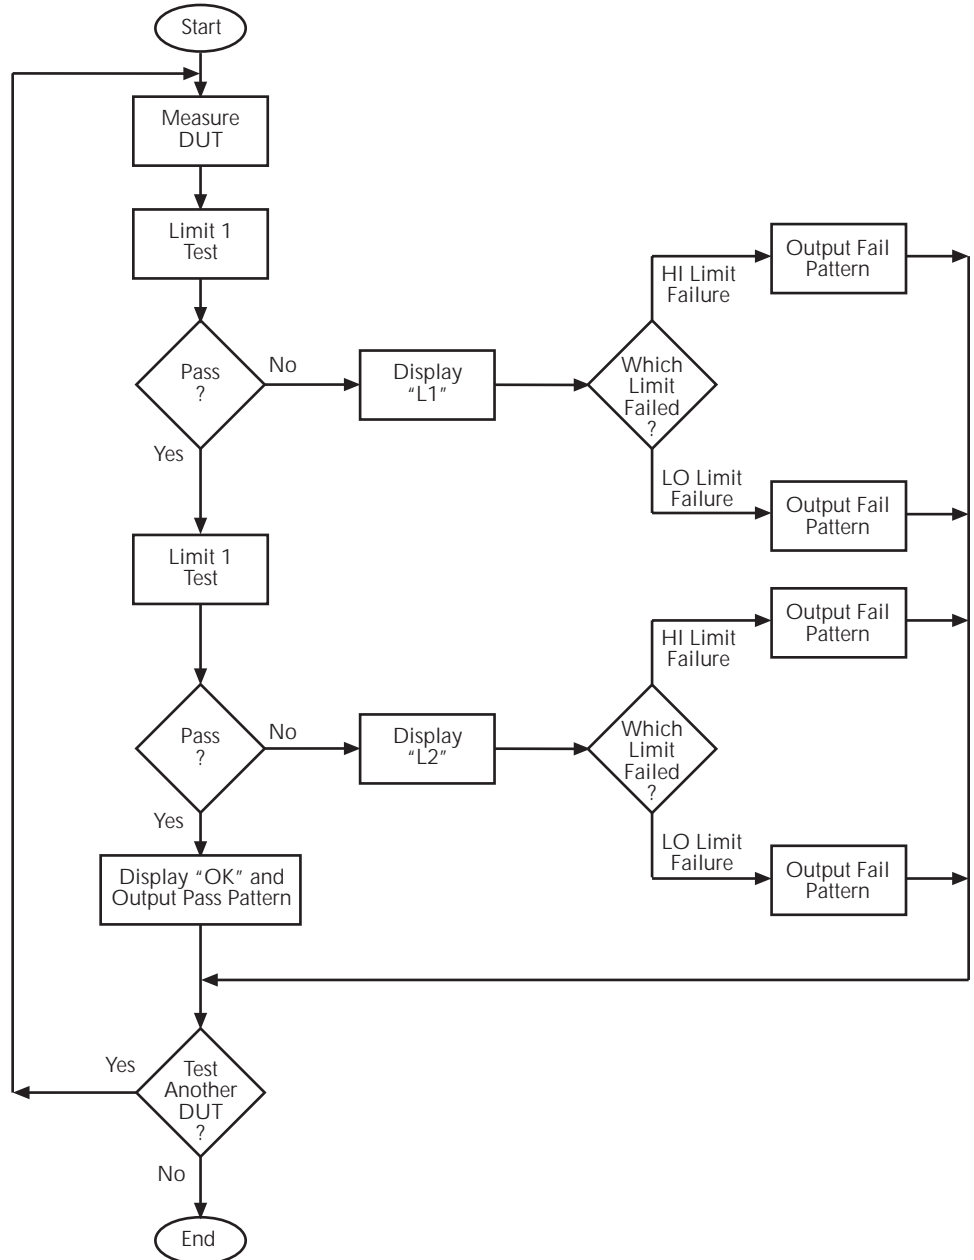 Start
Measure
DUT
Limit 1
Test
Pass
?
No
Display
“L1”
Which
Limit
Failed
?
HI Limit
Failure
Output Fail
Pattern
LO Limit
Failure
Output Fail
Pattern
Yes
Limit 1
Test
Pass
?
No
Display
“L2”
Which
Limit
Failed
?
HI Limit
Failure
Output Fail
Pattern
LO Limit
Failure
Output Fail
Pattern
Yes
Display “OK” and
Output Pass Pattern
Test
Another
DUT
?
Yes
No
End